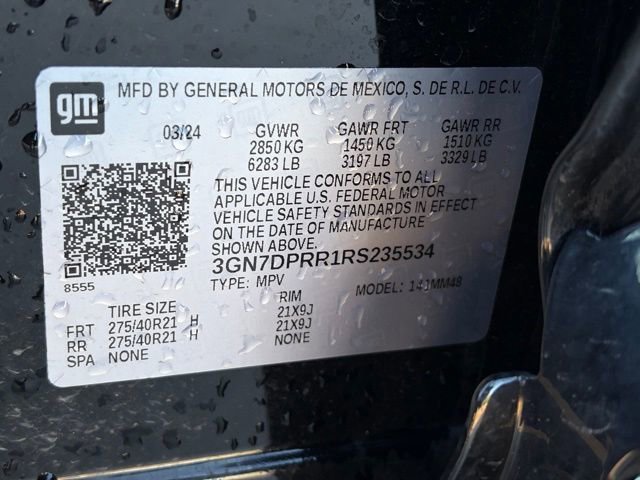 gm
MFD BY GENERAL MOTORS DE MEXICO, S. DE R.L. DE C.V.
03/24 GVWR GAWR FRT GAWR RR
2850 KG 1450 KG 1510 KG
6283 LB 3197 LB 3329 LB
THIS VEHICLE CONFORMS TO ALL
APPLICABLE U.S. FEDERAL MOTOR
VEHICLE SAFETY STANDARDS IN EFFECT
ON THE DATE OF MANUFACTURE
SHOWN ABOVE.
3GN7DPRR1RS235534
8555
TYPE: MPV MODEL: 141MM48
TIRE SIZE RIM
FRT 275/40R21 H 21X9J
RR 275/40R21 H 21X9J
SPA NONE NONE